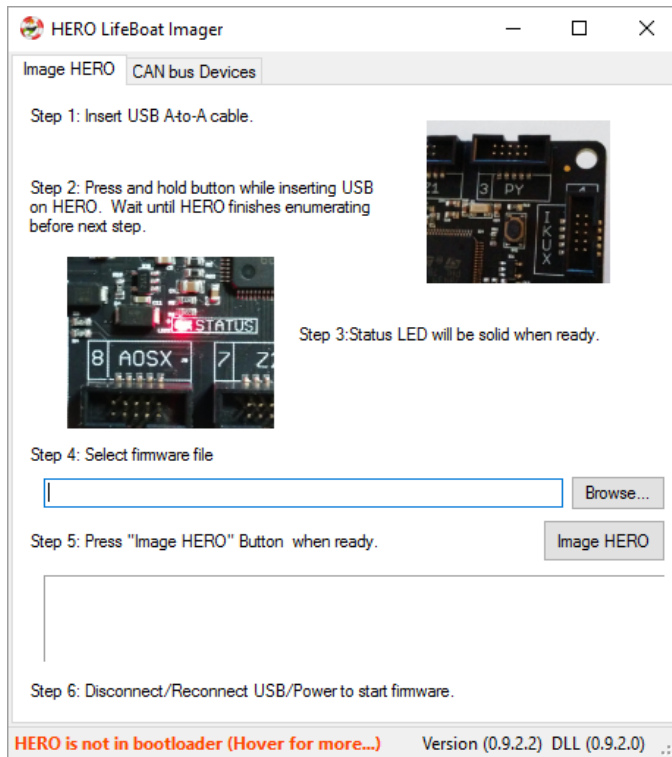 HERO LifeBoat Imager
Image HERO
CAN bus Devices
Step 1: Insert USB A-to-A cable.
Step 2: Press and hold button while inserting USB
on HERO. Wait until HERO finishes enumerating
before next step.
Z1
3 PY
IKUX
STATUS
8 AOSX
7
Step 3:Status LED will be solid when ready.
Step 4: Select firmware file
Browse...
Step 5: Press "Image HERO" Button when ready.
Image HERO
Step 6: Disconnect/Reconnect USB/Power to start firmware.
HERO is not in bootloader (Hover for more...)
Version (0.9.2.2) DLL (0.9.2.0)